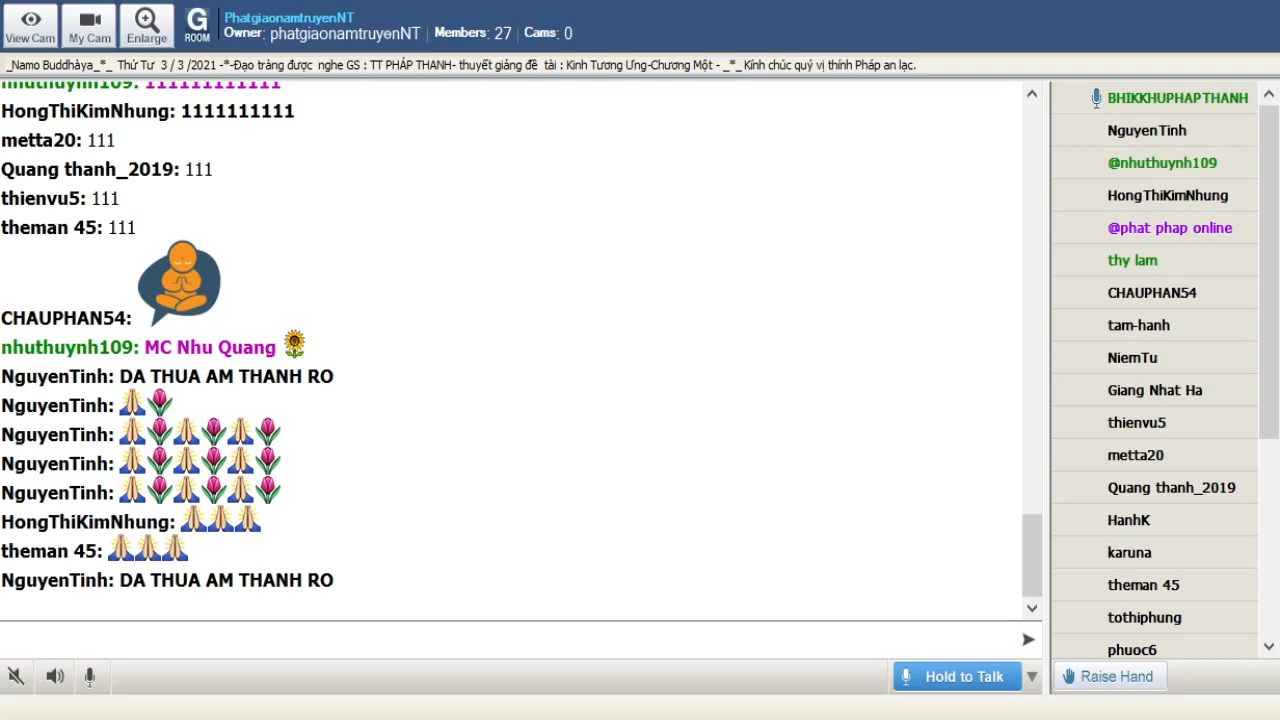 View Cam
My Cam
Enlarge
G
ROOM
PhatgiaonamtruyenNT
Owner: phatgiaonamtruyenNT
Members: 27
Cams: 0
_Namo Buddhàya_*_ Thứ Tư 3 / 3 /2021 -*-Đạo tràng được nghe GS : TT PHÁP THANH- thuyết giảng đề tài : Kinh Tương Ưng-Chương Một - _*_ Kính chúc quý vị thính Pháp an lạc.
nhuthuynh109: 111111111111
HongThiKimNhung: 1111111111
metta20: 111
Quang thanh_2019: 111
thienvu5: 111
theman 45: 111
CHAUPHAN54:
nhuthuynh109: MC Nhu Quang 🌻
NguyenTinh: DA THUA AM THANH RO
NguyenTinh: 🙏🌷
NguyenTinh: 🙏🌷🙏🌷🙏🌷
NguyenTinh: 🙏🌷🙏🌷🙏🌷
NguyenTinh: 🙏🌷🙏🌷🙏🌷
HongThiKimNhung: 🙏🙏🙏
theman 45: 🙏🙏🙏
NguyenTinh: DA THUA AM THANH RO
Hold to Talk
BHIKKHUPHAPTHANH
NguyenTinh
@nhuthuynh109
HongThiKimNhung
@phat phap online
thy lam
CHAUPHAN54
tam-hanh
NiemTu
Giang Nhat Ha
thienvu5
metta20
Quang thanh_2019
HanhK
karuna
theman 45
tothiphung
phuoc6
Raise Hand